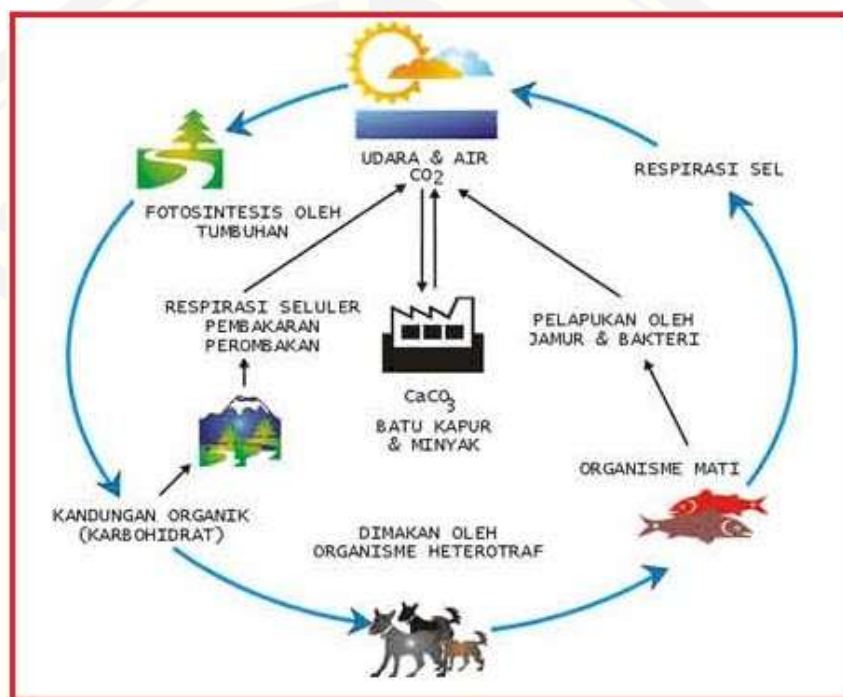 UDARA & AIR
CO2
RESPIRASI SEL
FOTOSINTESIS OLEH
TUMBUHAN
RESPIRASI SELULER
PEMBAKARAN
PEROMBAKAN
PELAPUKAN OLEH
JAMUR & BAKTERI
CaCO3
BATU KAPUR
& MINYAK
ORGANISME MATI
KANDUNGAN ORGANIK
(KARBOHIDRAT)
DIMAKAN OLEH
ORGANISME HETEROTRAF